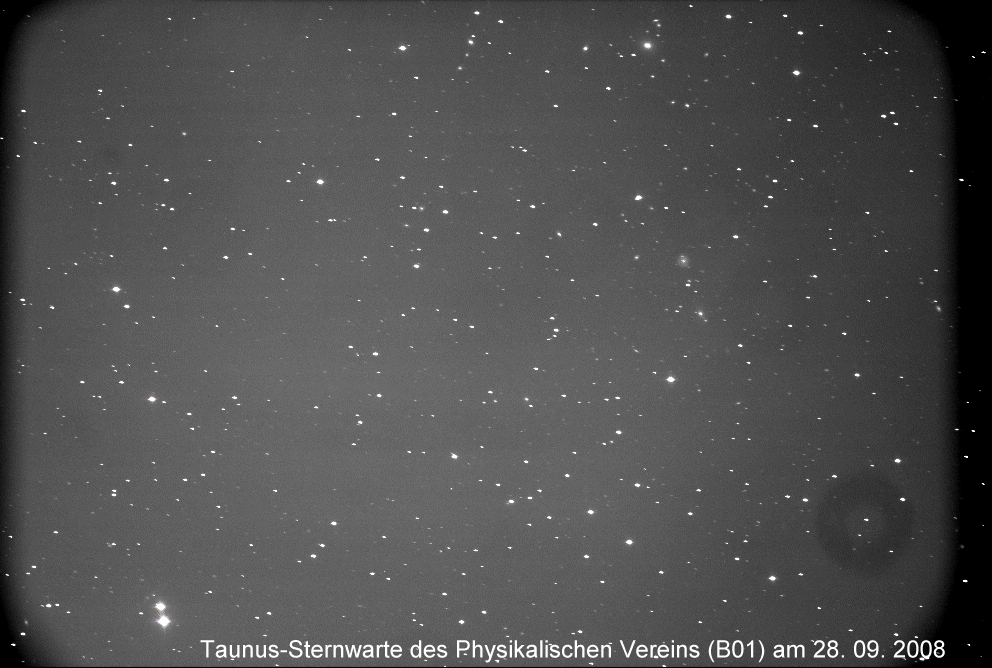 Taunus-Sternwarte des Physikalischen Vereins (B01) am 28. 09. 2008